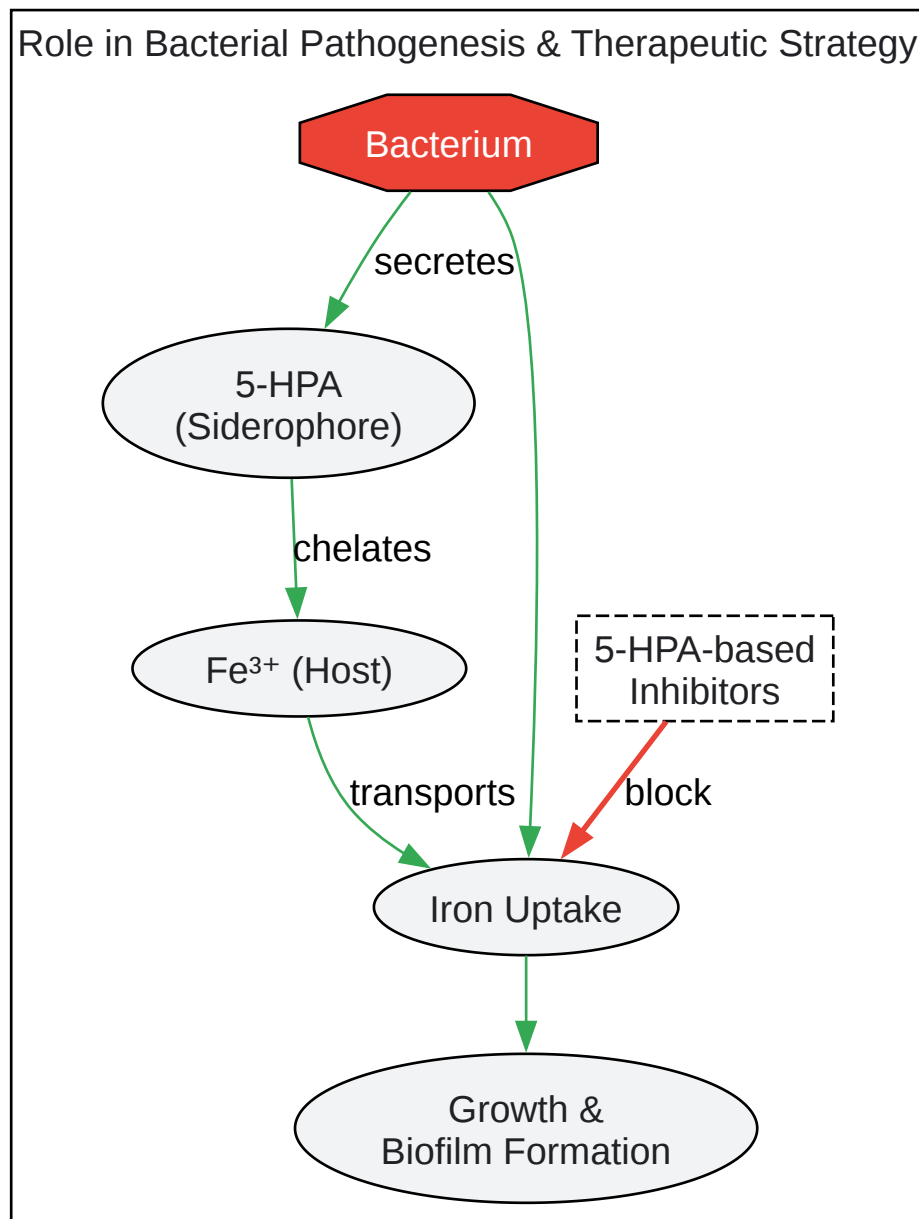 Role in Bacterial Pathogenesis & Therapeutic Strategy
Bacterium
secretes
5-HPA
(Siderophore)
chelates
Fe³⁺ (Host)
5-HPA-based
Inhibitors
transports
block
Iron Uptake
Growth &
Biofilm Formation